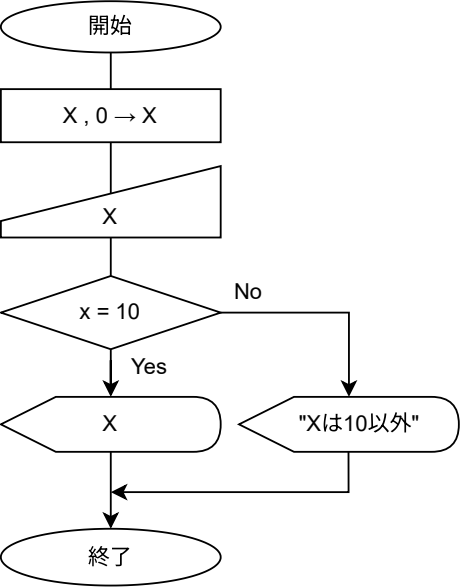 開始
X , 0 → X
X
x = 10
No
Yes
X
"Xは10以外"
終了